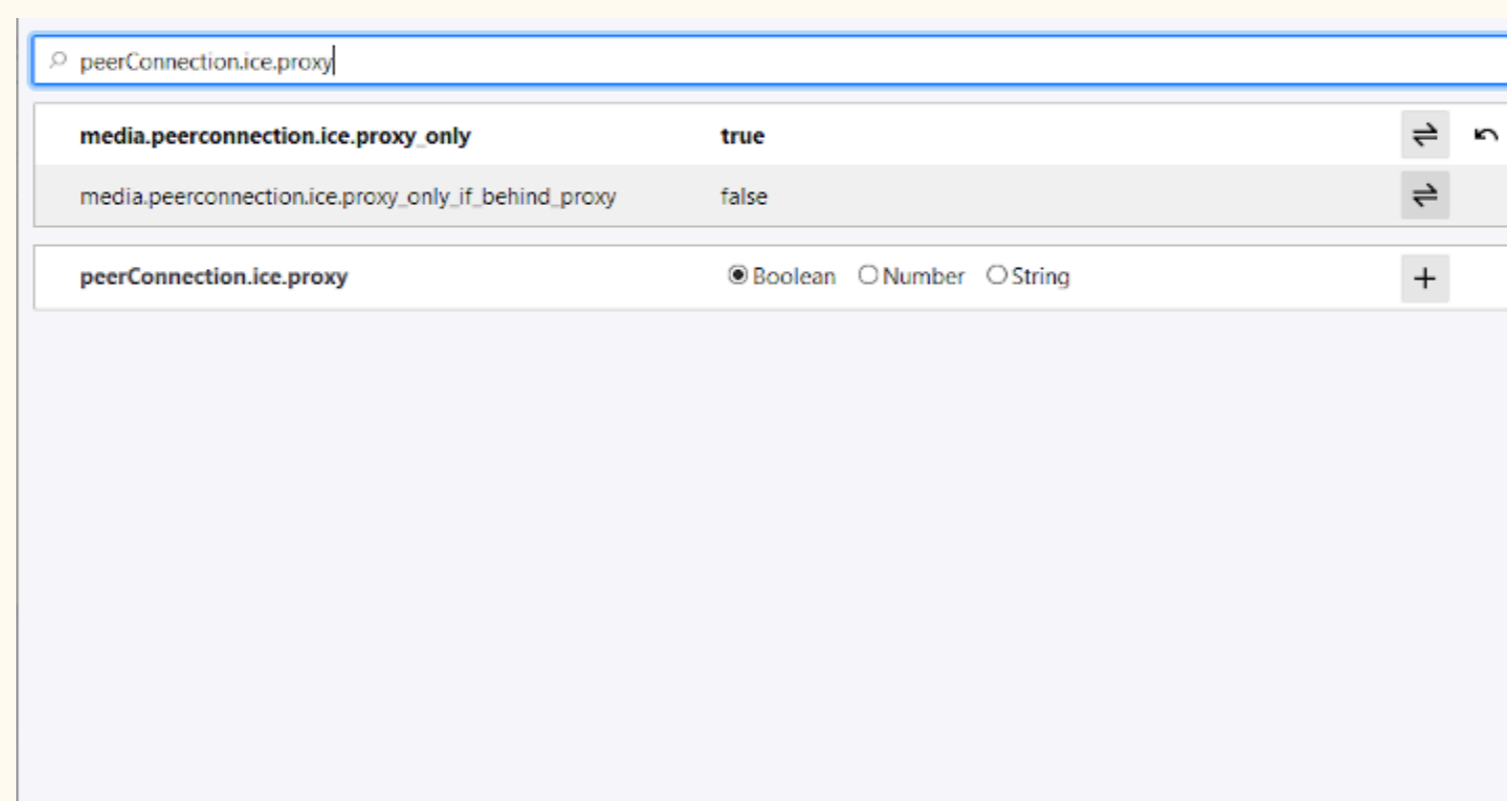 peerConnection.ice.proxy
media.peerconnection.ice.proxy_only true
media.peerconnection.ice.proxy_only_if_behind_proxy false
peerConnection.ice.proxy Boolean Number String